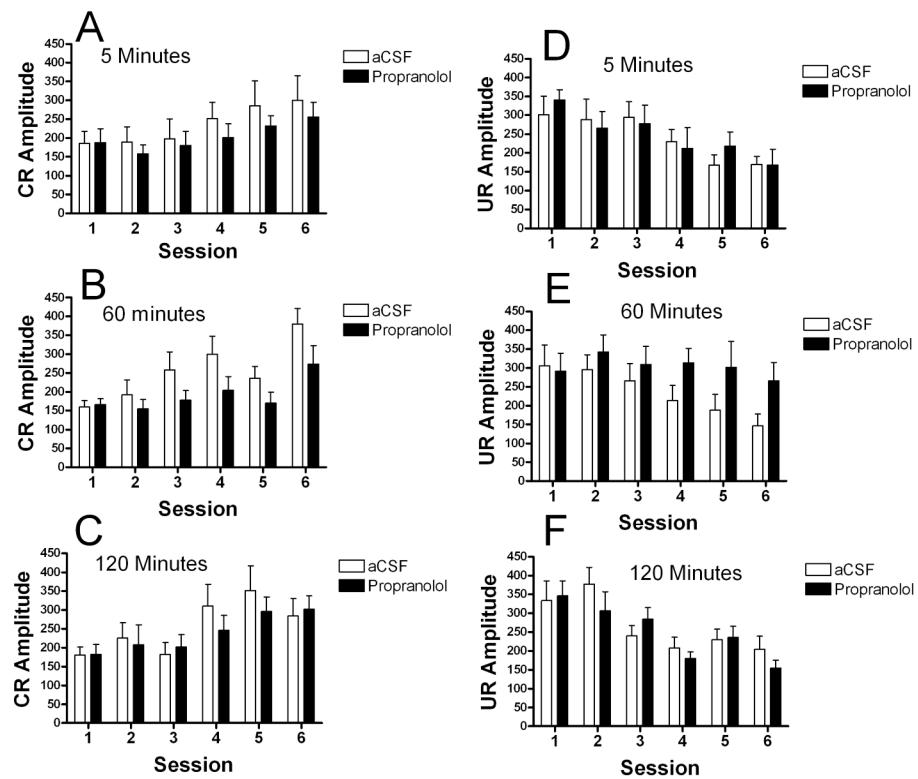 A
5 Minutes
aCSF
Propranolol
CR Amplitude
450
400
350
300
250
200
150
100
50
0
1 2 3 4 5 6
Session
B
60 minutes
aCSF
Propranolol
CR Amplitude
450
400
350
300
250
200
150
100
50
0
1 2 3 4 5 6
Session
C
120 Minutes
aCSF
Propranolol
CR Amplitude
450
400
350
300
250
200
150
100
50
0
1 2 3 4 5 6
Session
D
5 Minutes
aCSF
Propranolol
UR Amplitude
450
400
350
300
250
200
150
100
50
0
1 2 3 4 5 6
Session
E
60 Minutes
aCSF
Propranolol
UR Amplitude
450
400
350
300
250
200
150
100
50
0
1 2 3 4 5 6
Session
F
120 Minutes
aCSF
Propranolol
UR Amplitude
450
400
350
300
250
200
150
100
50
0
1 2 3 4 5 6
Session